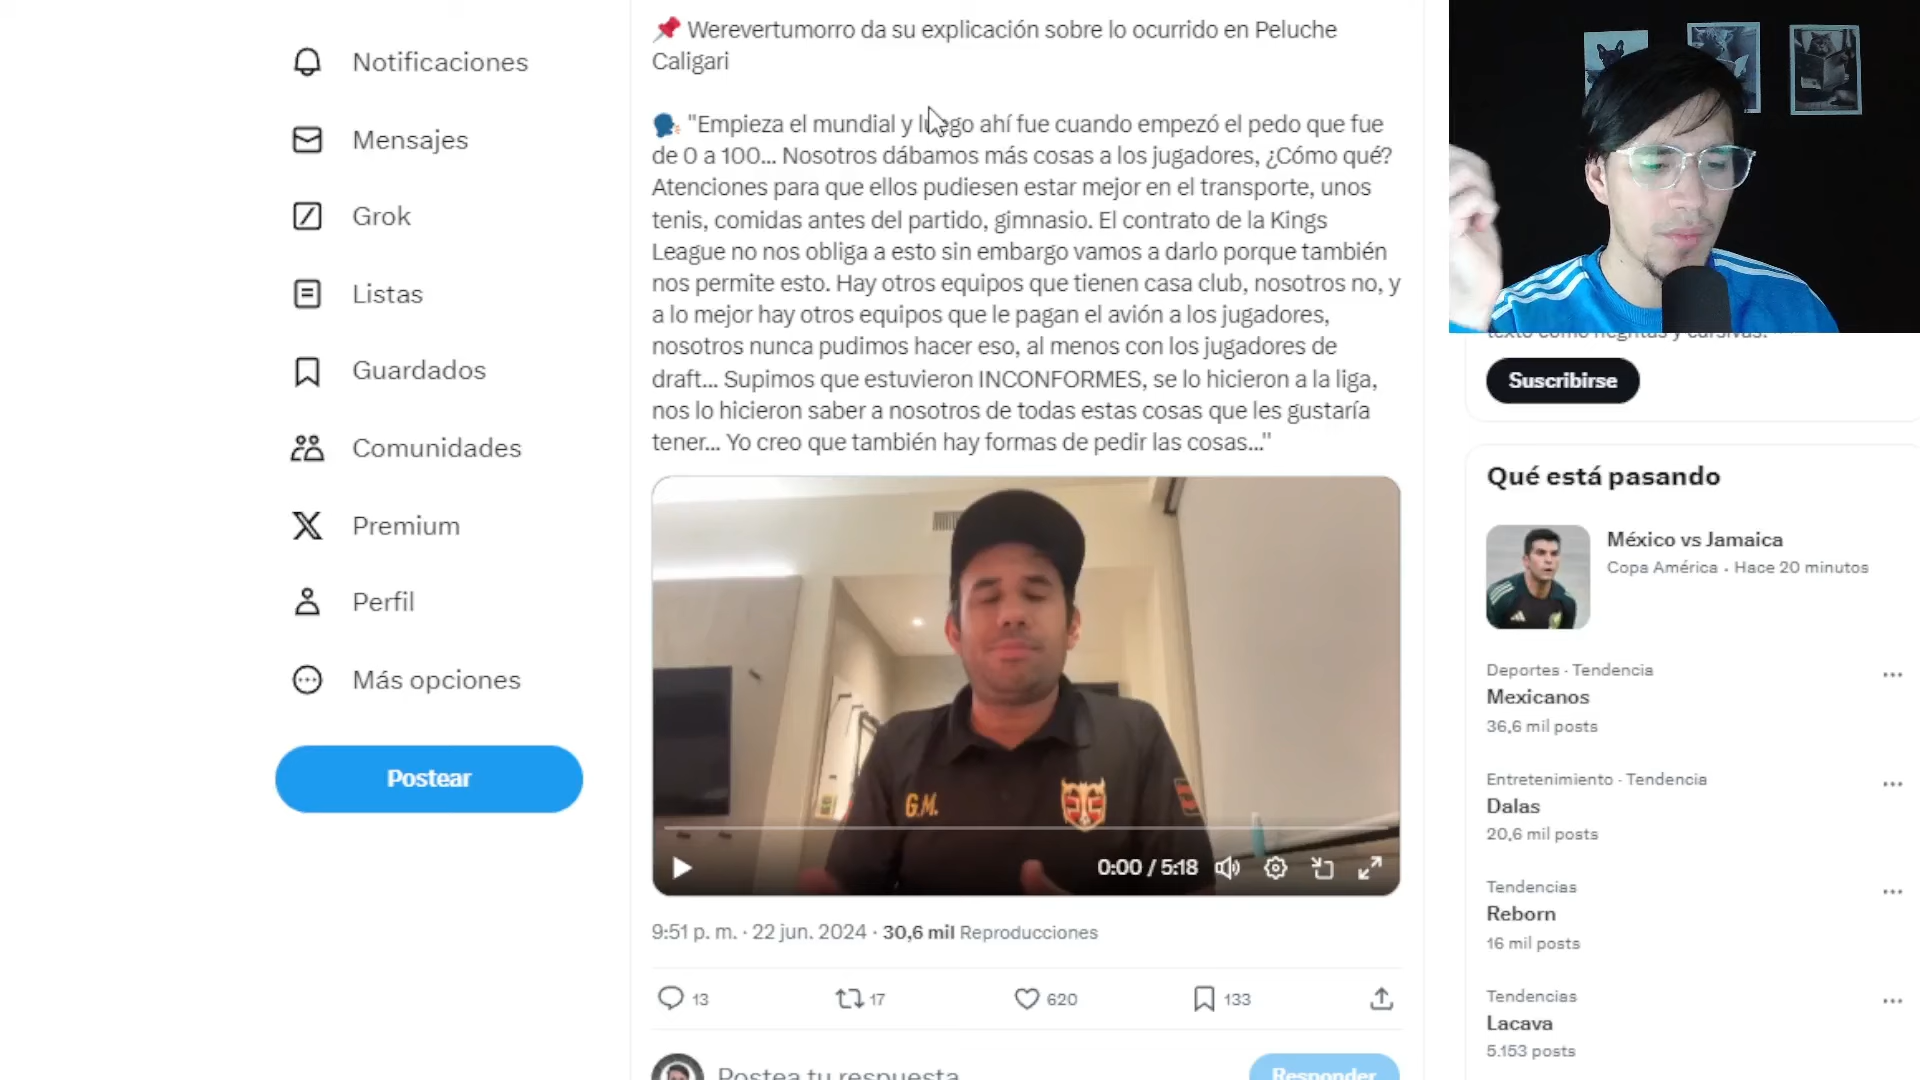 Notificaciones
Mensajes
Grok
Listas
Guardados
Comunidades
Premium
Perfil
Más opciones
Postear
📌 Werevertumorro da su explicación sobre lo ocurrido en Peluche
Caligari
🗣️ "Empieza el mundial y luego ahí fue cuando empezó el pedo que fue
de 0 a 100... Nosotros dábamos más cosas a los jugadores, ¿Cómo qué?
Atenciones para que ellos pudiesen estar mejor en el transporte, unos
tenis, comidas antes del partido, gimnasio. El contrato de la Kings
League no nos obliga a esto sin embargo vamos a darlo porque también
nos permite esto. Hay otros equipos que tienen casa club, nosotros no, y
a lo mejor hay otros equipos que le pagan el avión a los jugadores,
nosotros nunca pudimos hacer eso, al menos con los jugadores de
draft... Supimos que estuvieron INCONFORMES, se lo hicieron a la liga,
nos lo hicieron saber a nosotros de todas estas cosas que les gustaría
tener... Yo creo que también hay formas de pedir las cosas..."
G.M.
0:00 / 5:18
9:51 p. m. · 22 jun. 2024 · 30,6 mil Reproducciones
13
17
620
133
Postea tu respuesta
Responder
texto como negritas y cursivas.
Suscribirse
Qué está pasando
México vs Jamaica
Copa América · Hace 20 minutos
Deportes · Tendencia
Mexicanos
36,6 mil posts
Entretenimiento · Tendencia
Dalas
20,6 mil posts
Tendencias
Reborn
16 mil posts
Tendencias
Lacava
5.153 posts